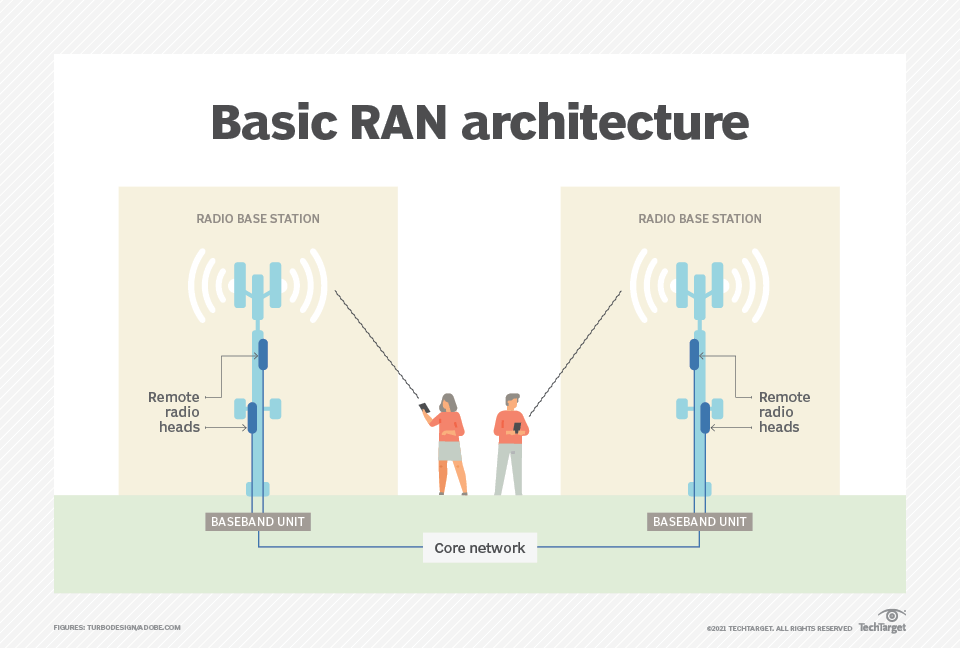 Basic RAN architecture
RADIO BASE STATION
RADIO BASE STATION
Remote
radio
heads
Remote
radio
heads
BASEBAND UNIT
BASEBAND UNIT
Core network
FIGURES: TURBODESIGN/ADOBE.COM
©2021 TECHTARGET. ALL RIGHTS RESERVED
TechTarget